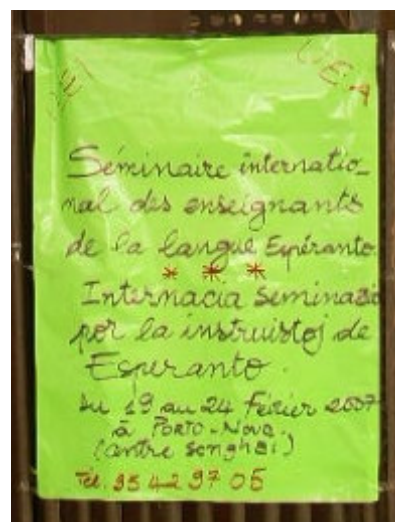 UEA
Séminaire internatio_
nal des enseignants
de la langue Espéranto.
* * *
Internacia seminario
por la instruistoj de
Esperanto.
Du 19 au 24 Février 2007
à Porto-Novo
(Centre Songhaï)
Tél. 95 42 97 05